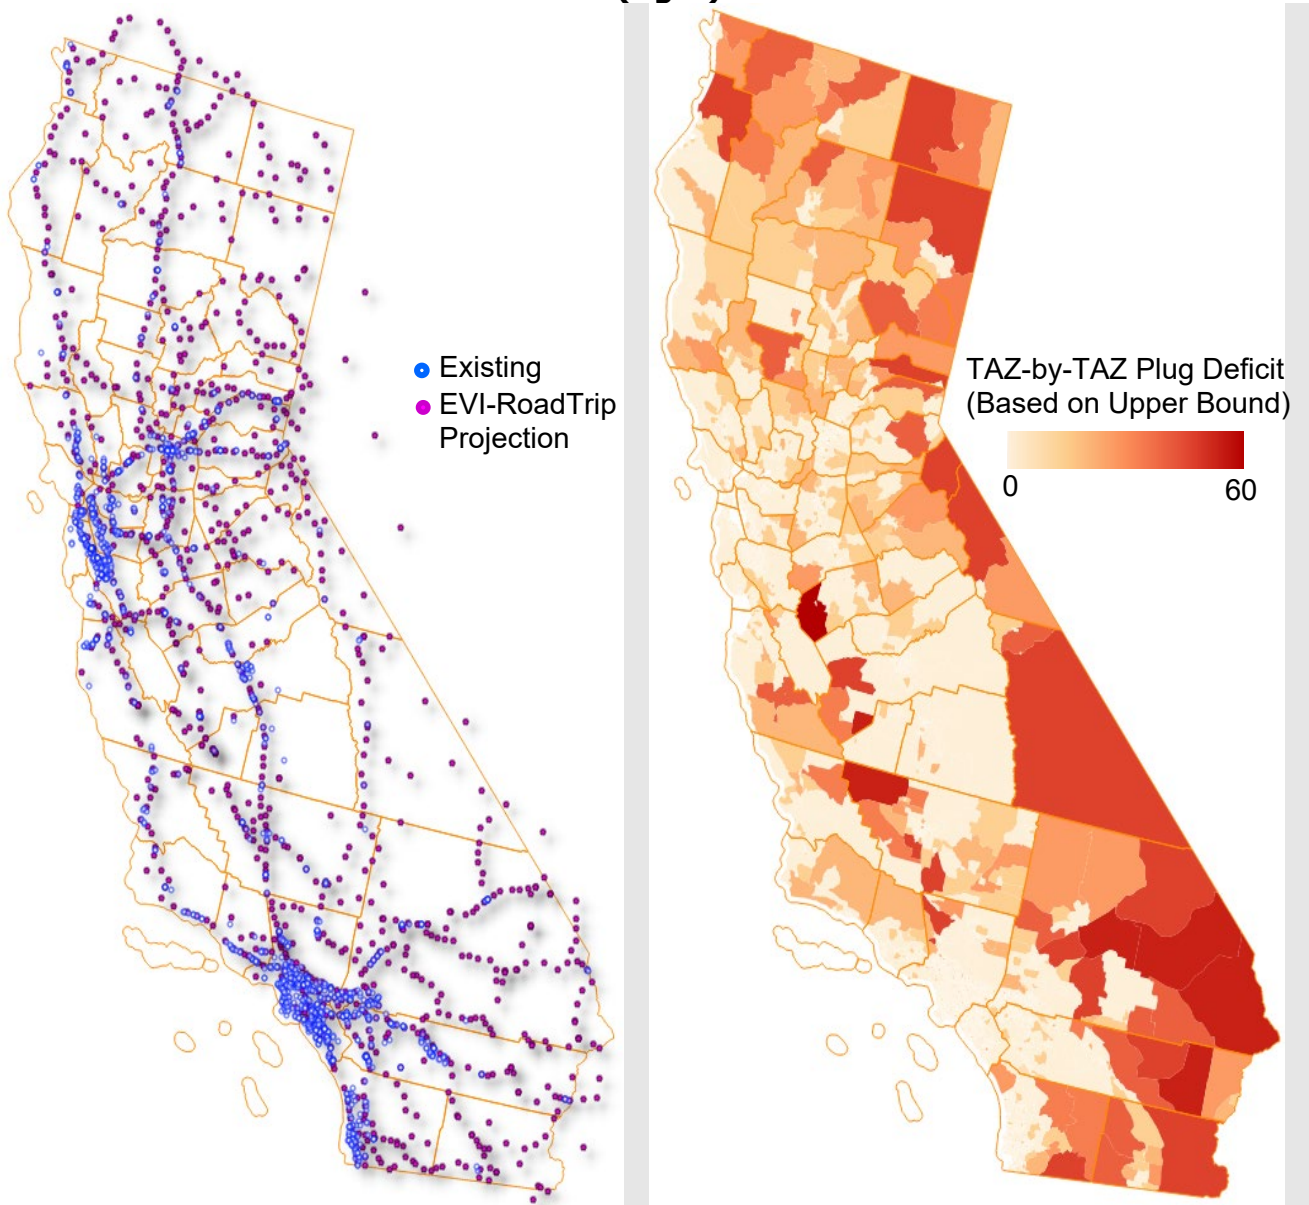 Existing
EVI-RoadTrip
Projection
TAZ-by-TAZ Plug Deficit
(Based on Upper Bound)
0
60